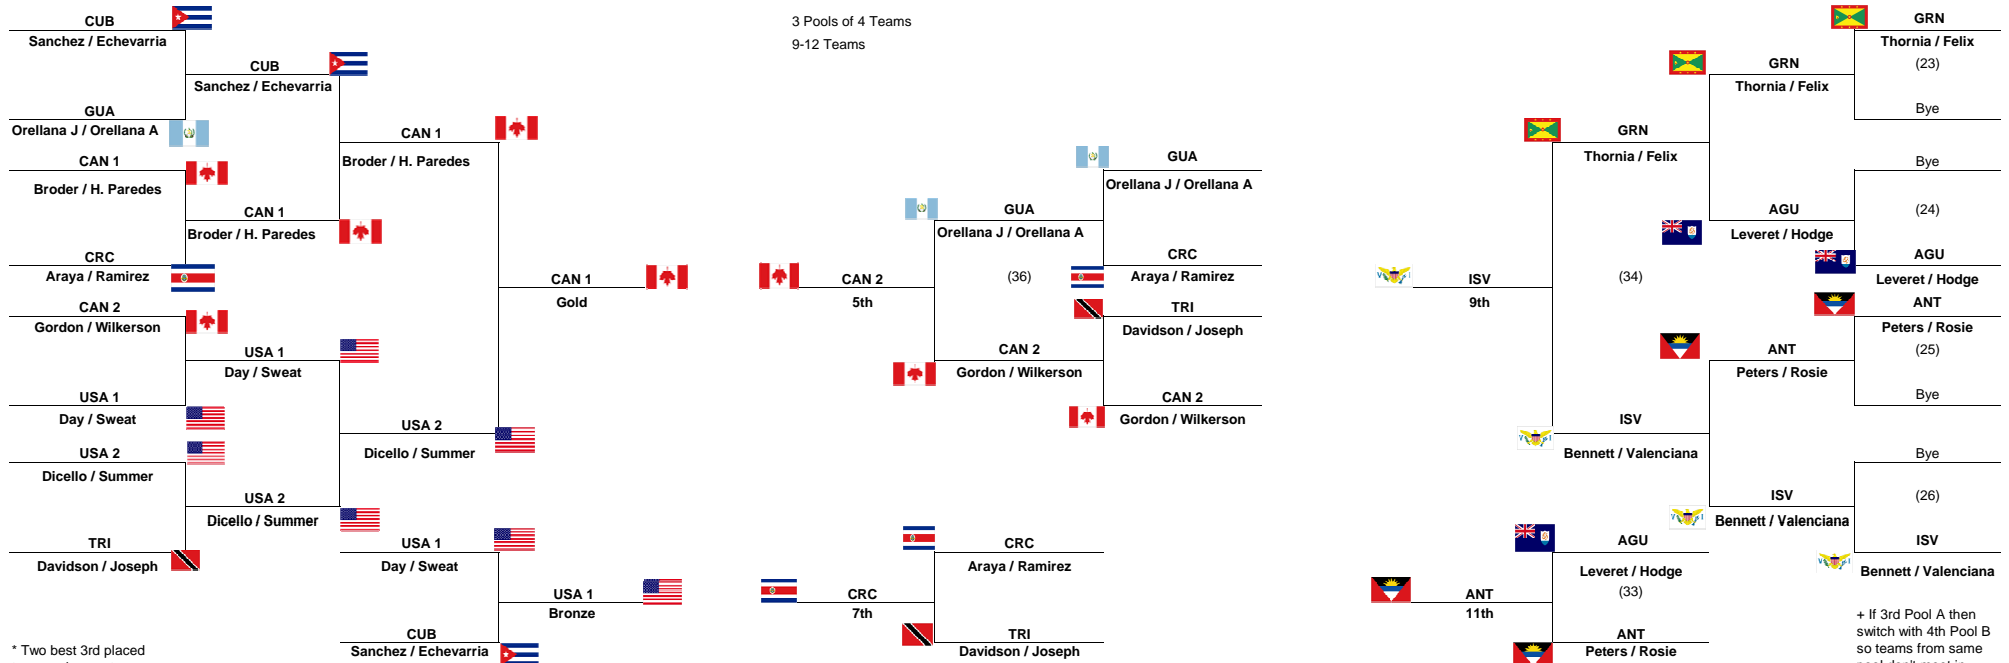 CUB
Sanchez / Echevarria
CUB
Sanchez / Echevarria
GUA
Orellana J / Orellana A
CAN 1
Broder / H. Paredes
CAN 1
Broder / H. Paredes
CAN 1
Broder / H. Paredes
CRC
Araya / Ramirez
CAN 1
Gold
CAN 2
Gordon / Wilkerson
USA 1
Day / Sweat
USA 1
Day / Sweat
USA 2
Dicello / Summer
USA 2
Dicello / Summer
USA 2
Dicello / Summer
TRI
Davidson / Joseph
USA 1
Day / Sweat
USA 1
Bronze
CUB
Sanchez / Echevarria
* Two best 3rd placed
3 Pools of 4 Teams
9-12 Teams
GUA
Orellana J / Orellana A
GUA
Orellana J / Orellana A
CRC
Araya / Ramirez
(36)
CAN 2
5th
TRI
Davidson / Joseph
CAN 2
Gordon / Wilkerson
CAN 2
Gordon / Wilkerson
CRC
Araya / Ramirez
CRC
7th
TRI
Davidson / Joseph
GRN
Thornia / Felix
(23)
GRN
Thornia / Felix
Bye
GRN
Thornia / Felix
Bye
AGU
Leveret / Hodge
(24)
AGU
Leveret / Hodge
ISV
9th
(34)
ANT
Peters / Rosie
(25)
ANT
Peters / Rosie
Bye
ISV
Bennett / Valenciana
Bye
ISV
Bennett / Valenciana
(26)
ISV
Bennett / Valenciana
AGU
Leveret / Hodge
(33)
ANT
11th
ANT
Peters / Rosie
+ If 3rd Pool A then
switch with 4th Pool B
so teams from same